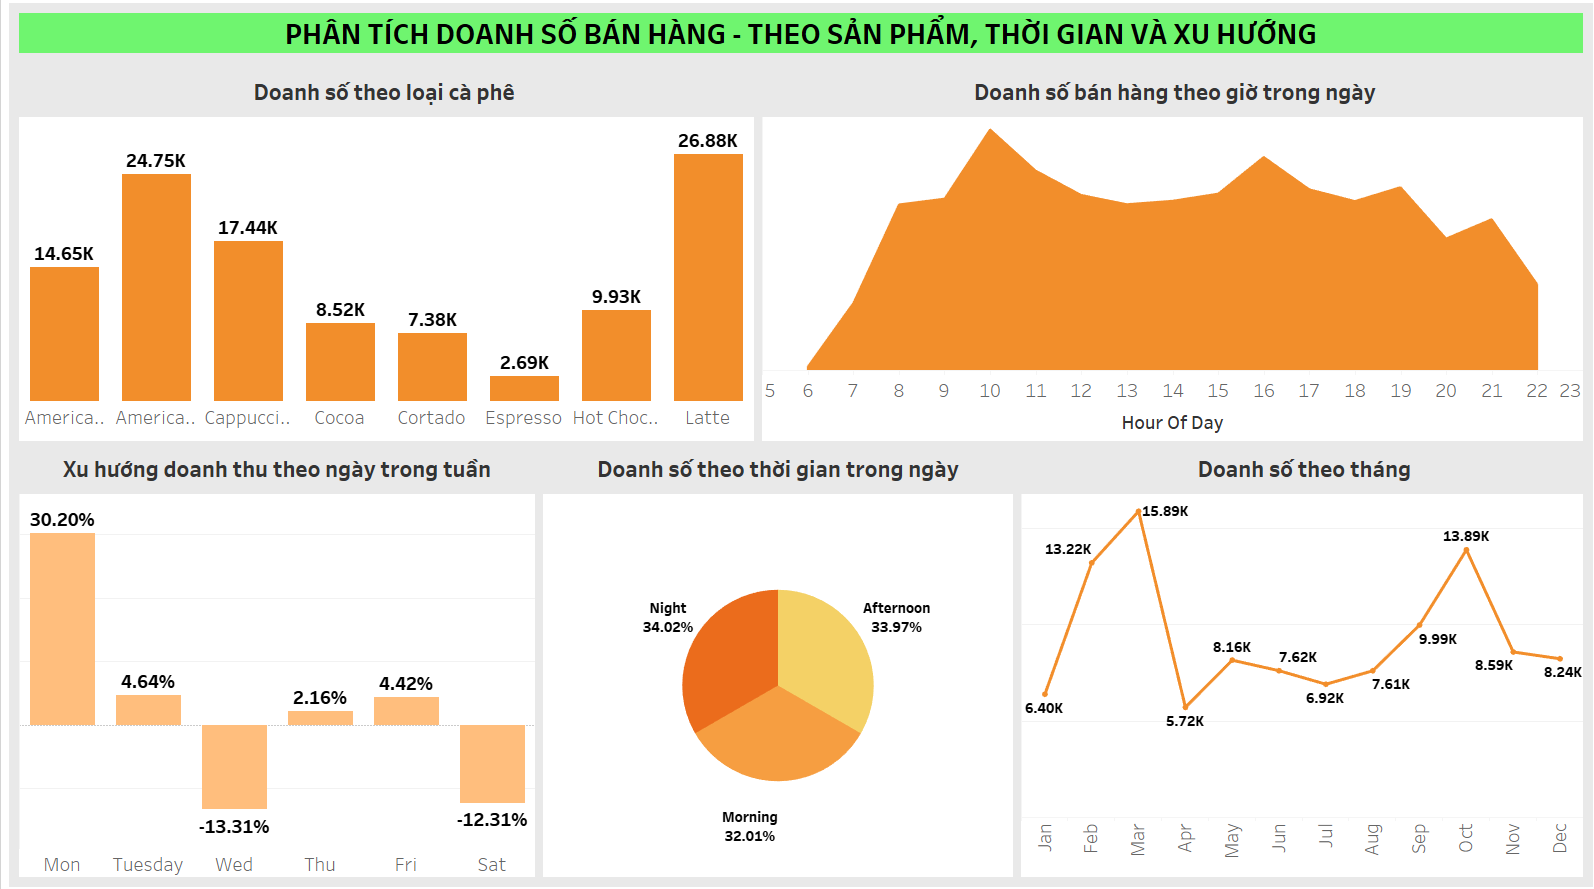 PHÂN TÍCH DOANH SỐ BÁN HÀNG - THEO SẢN PHẨM, THỜI GIAN VÀ XU HƯỚNG
Doanh số theo loại cà phê
14.65K
24.75K
17.44K
8.52K
7.38K
2.69K
9.93K
26.88K
America.. America.. Cappucci.. Cocoa Cortado Espresso Hot Choc.. Latte
Doanh số bán hàng theo giờ trong ngày
5 6 7 8 9 10 11 12 13 14 15 16 17 18 19 20 21 22 23
Hour Of Day
Xu hướng doanh thu theo ngày trong tuần
30.20%
4.64%
-13.31%
2.16%
4.42%
-12.31%
Mon Tuesday Wed Thu Fri Sat
Doanh số theo thời gian trong ngày
Night
34.02%
Afternoon
33.97%
Morning
32.01%
Doanh số theo tháng
6.40K
13.22K
15.89K
5.72K
8.16K
7.62K
6.92K
7.61K
9.99K
13.89K
8.59K
8.24K
Jan Feb Mar Apr May Jun Jul Aug Sep Oct Nov Dec